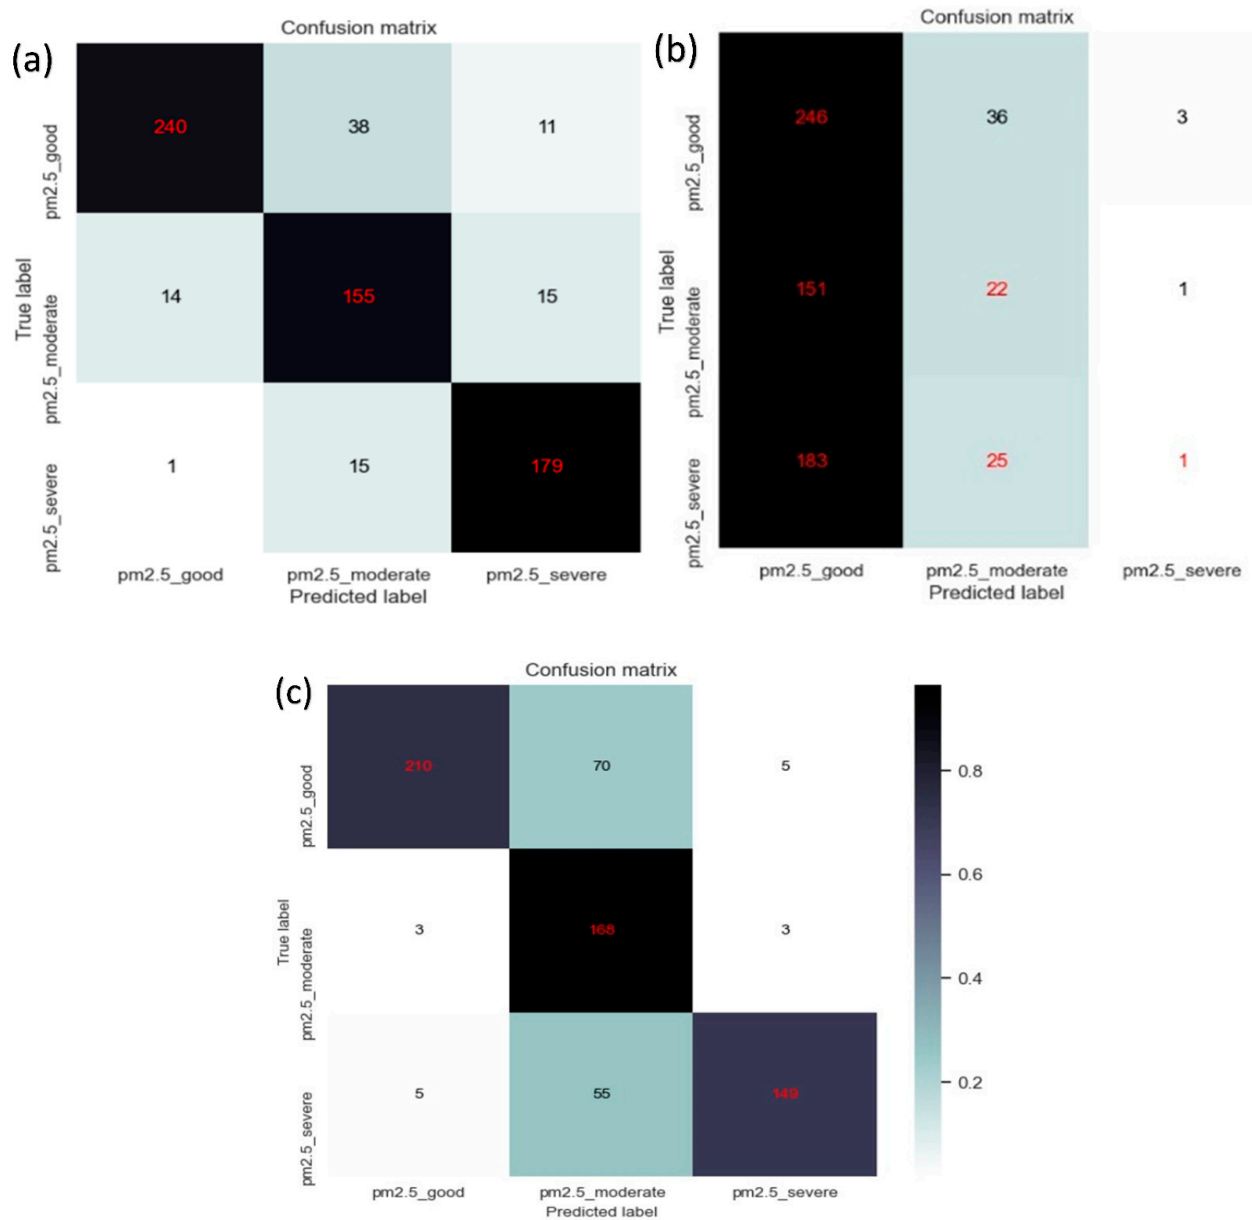 (a)
Confusion matrix
True label
pm2.5_good
240 38 11
pm2.5_moderate
14 155 15
pm2.5_severe
1 15 179
pm2.5_good pm2.5_moderate pm2.5_severe
Predicted label
(b)
Confusion matrix
True label
pm2.5_good
246 36 3
pm2.5_moderate
151 22 1
pm2.5_severe
183 25 1
pm2.5_good pm2.5_moderate pm2.5_severe
Predicted label
(c)
Confusion matrix
True label
pm2.5_good
210 70 5
pm2.5_moderate
3 168 3
pm2.5_severe
5 55 149
pm2.5_good pm2.5_moderate pm2.5_severe
Predicted label
0.8
0.6
0.4
0.2